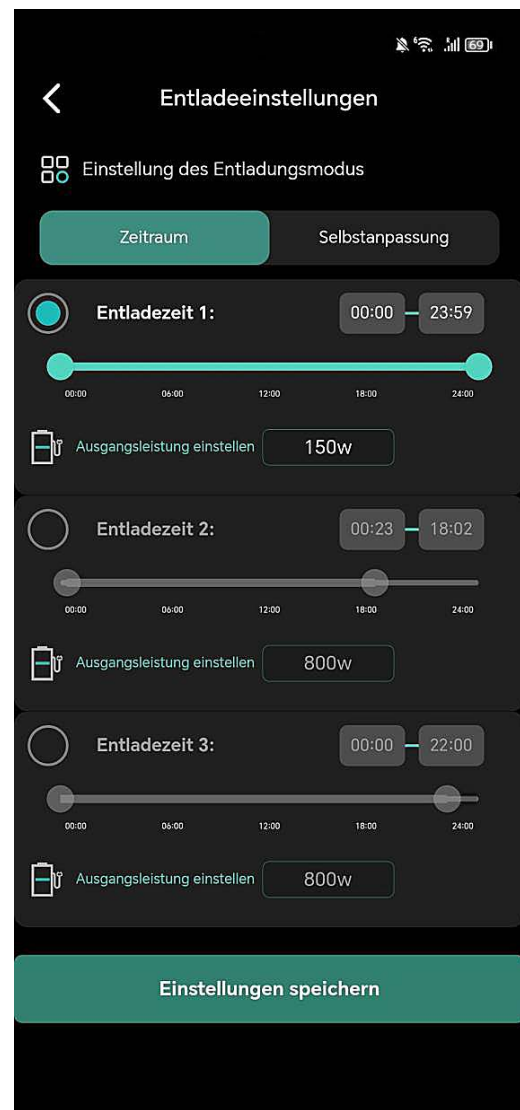 69
Entladeeinstellungen
Einstellung des Entladungsmodus
Zeitraum Selbstanpassung
Entladezeit 1: 00:00 – 23:59
00:00 06:00 12:00 18:00 24:00
Ausgangsleistung einstellen 150w
Entladezeit 2: 00:23 – 18:02
00:00 06:00 12:00 18:00 24:00
Ausgangsleistung einstellen 800w
Entladezeit 3: 00:00 – 22:00
00:00 06:00 12:00 18:00 24:00
Ausgangsleistung einstellen 800w
Einstellungen speichern